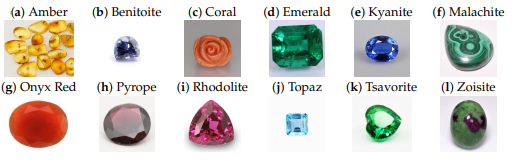 (a) Amber (b) Benitoite (c) Coral (d) Emerald (e) Kyanite (f) Malachite
(g) Onyx Red (h) Pyrope (i) Rhodolite (j) Topaz (k) Tsavorite (l) Zoisite